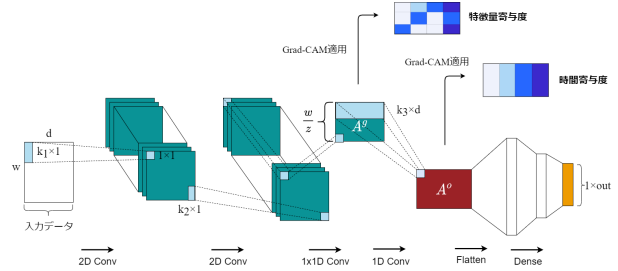 特徴量寄与度
Grad-CAM適用
Grad-CAM適用
時間寄与度
w/z
k3×d
A^g
d
k1×1
w
1×1
k2×1
A^o
1×out
入力データ
2D Conv
2D Conv
1x1D Conv
1D Conv
Flatten
Dense